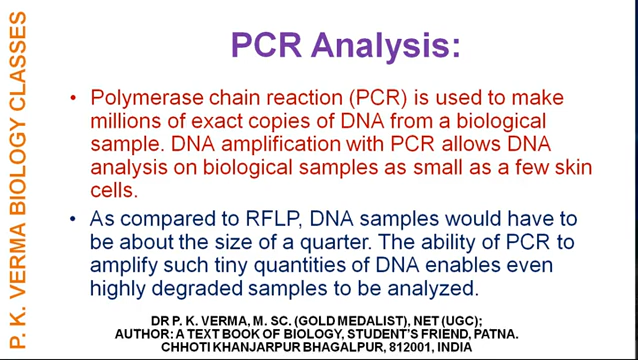 P. K. VERMA BIOLOGY CLASSES
PCR Analysis:
• Polymerase chain reaction (PCR) is used to make
millions of exact copies of DNA from a biological
sample. DNA amplification with PCR allows DNA
analysis on biological samples as small as a few skin
cells.
• As compared to RFLP, DNA samples would have to
be about the size of a quarter. The ability of PCR to
amplify such tiny quantities of DNA enables even
highly degraded samples to be analyzed.
DR P. K. VERMA, M. SC. (GOLD MEDALIST), NET (UGC);
AUTHOR: A TEXT BOOK OF BIOLOGY, STUDENT'S FRIEND, PATNA.
CHHOTI KHANJARPUR BHAGALPUR, 812001, INDIA